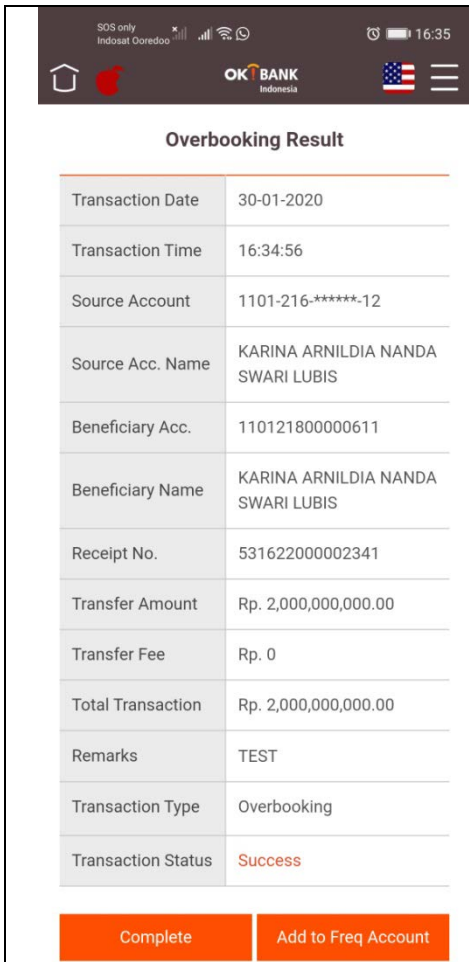 SOS only
Indosat Ooredoo
16:35
OK!BANK
Indonesia
Overbooking Result
Transaction Date 30-01-2020
Transaction Time 16:34:56
Source Account 1101-216-******-12
Source Acc. Name KARINA ARNILDIA NANDA
SWARI LUBIS
Beneficiary Acc. 110121800000611
Beneficiary Name KARINA ARNILDIA NANDA
SWARI LUBIS
Receipt No. 531622000002341
Transfer Amount Rp. 2,000,000,000.00
Transfer Fee Rp. 0
Total Transaction Rp. 2,000,000,000.00
Remarks TEST
Transaction Type Overbooking
Transaction Status Success
Complete Add to Freq Account